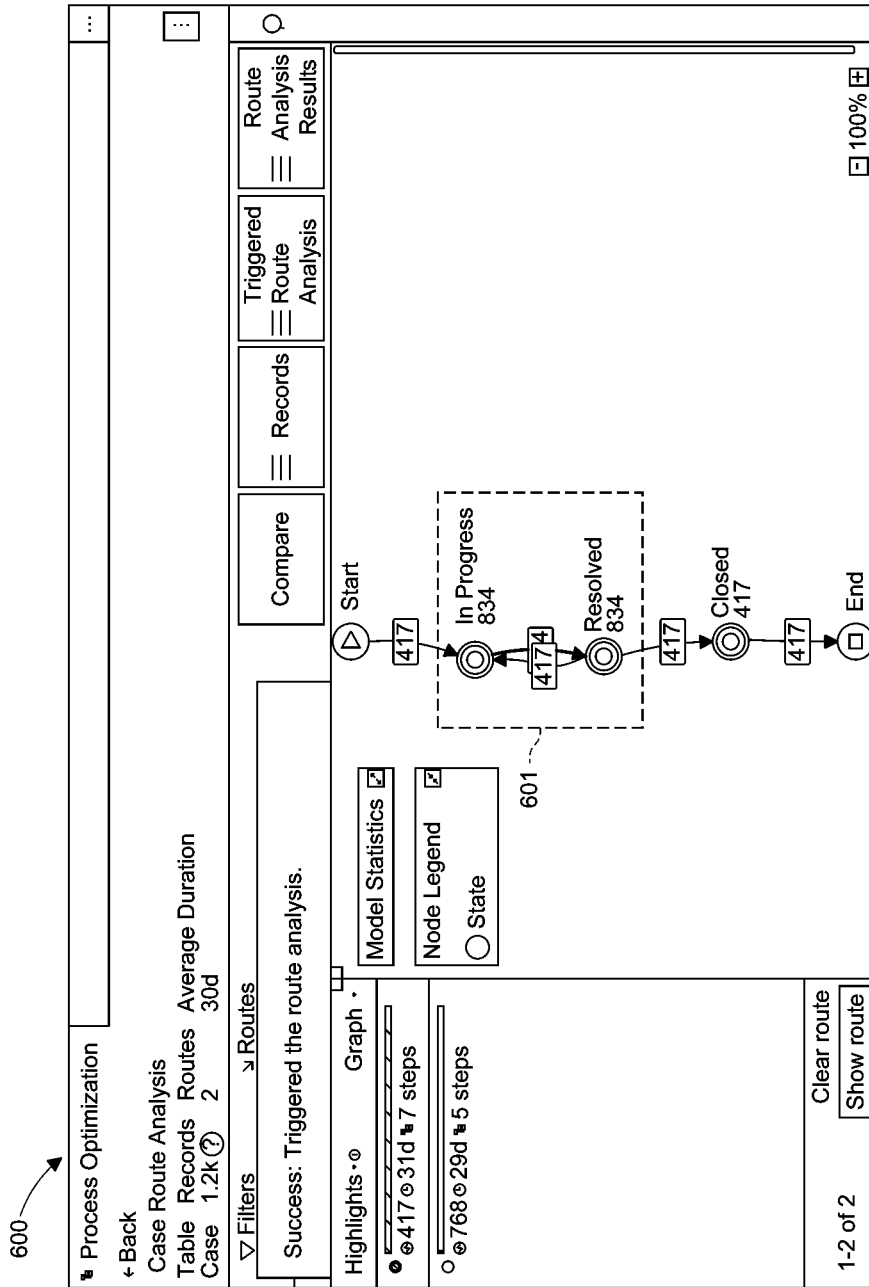 600
Process Optimization
...
← Back
Case Route Analysis
Table Records Routes Average Duration
Case 1.2k ? 2 30d
Filters
Routes
Compare
Records
Triggered
Route
Analysis
Route
Analysis
Results
Success: Triggered the route analysis.
Highlights
Graph
417 31d 7 steps
768 29d 5 steps
Model Statistics
Node Legend
State
Start
417
In Progress
834
4
417
Resolved
834
601
417
Closed
417
417
End
Clear route
1-2 of 2
Show route
- 100% +